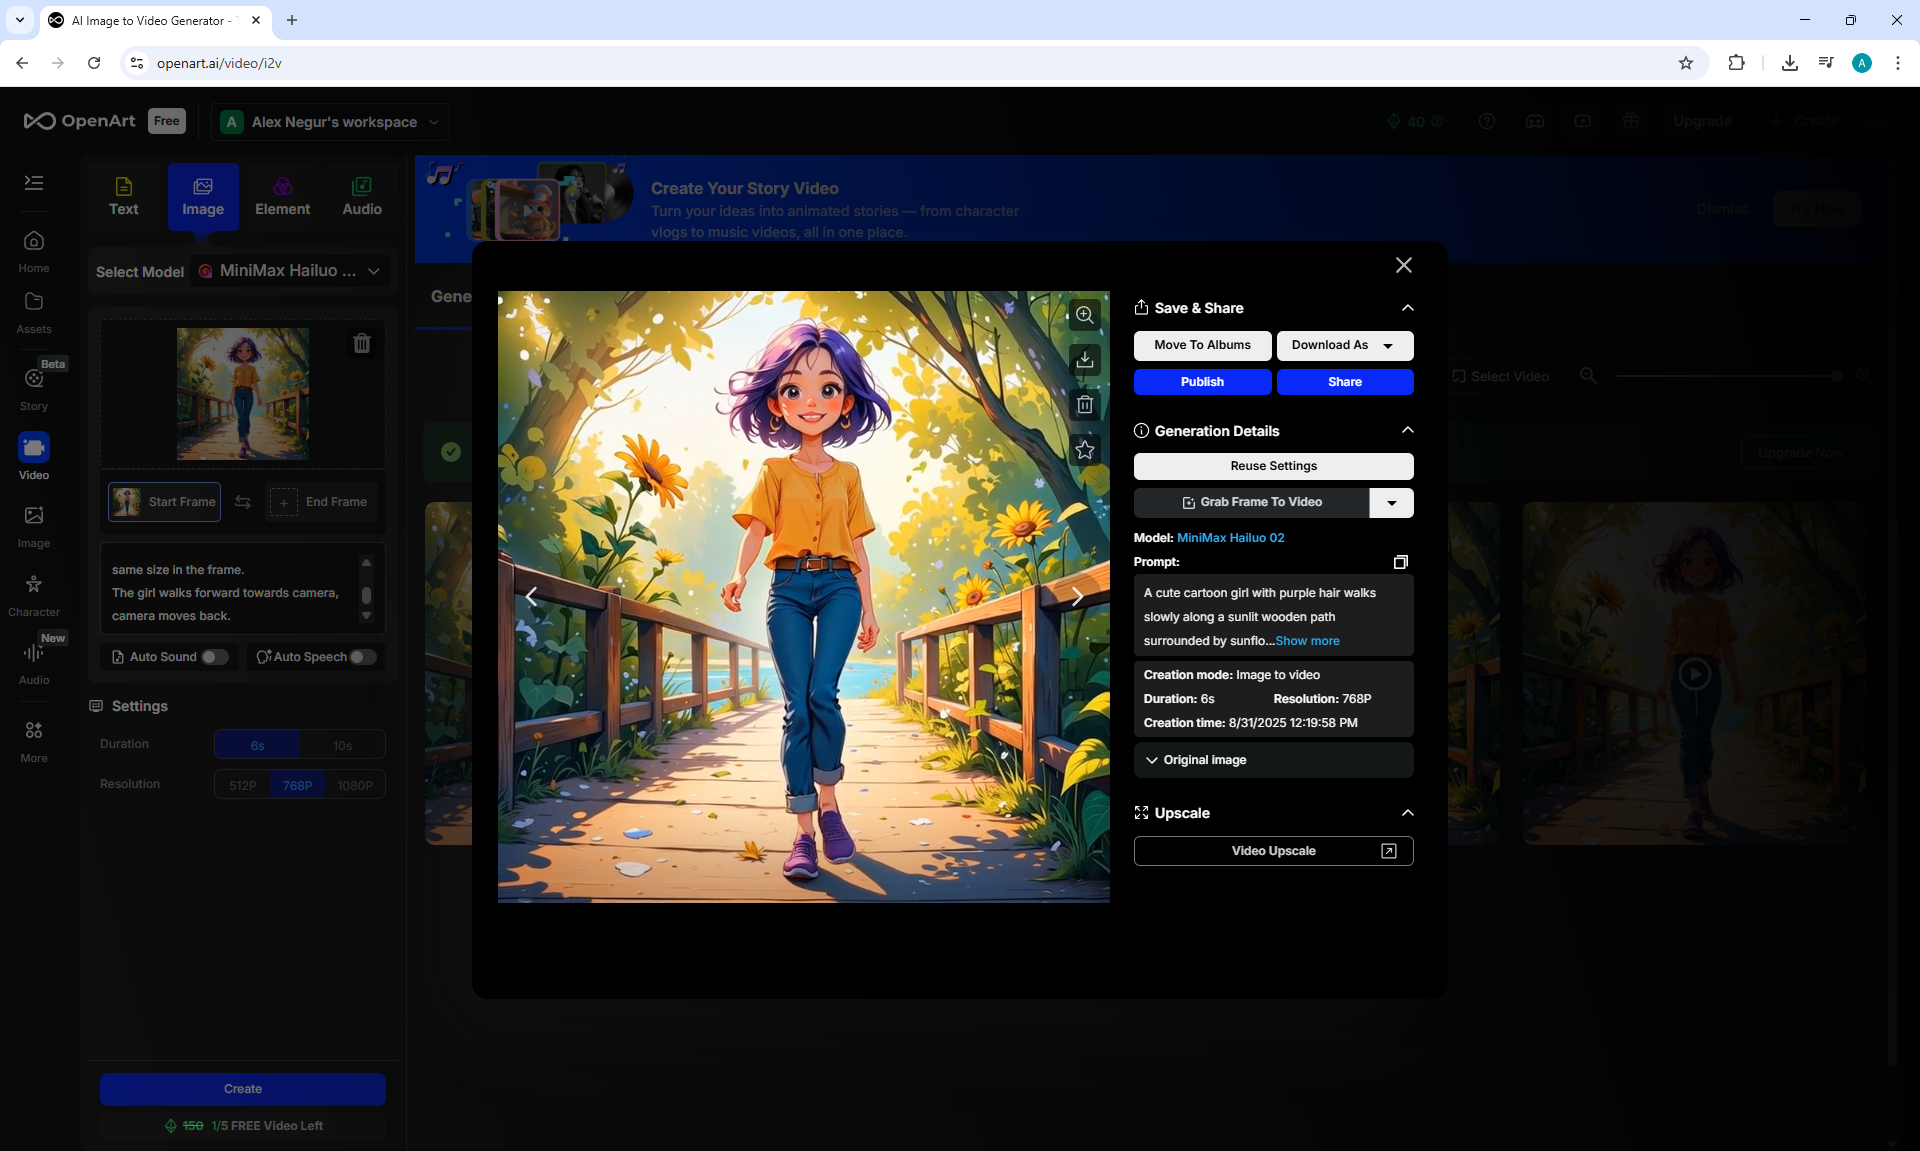 AI Image to Video Generator -
openart.ai/video/i2v
A
OpenArt
Free
A
Alex Negur's workspace
40
Upgrade
Create
Text
Image
Element
Audio
Create Your Story Video
Turn your ideas into animated stories — from character
vlogs to music videos, all in one place.
Dismiss
Try Now
Home
Assets
Beta
Story
Video
Image
Character
New
Audio
More
Select Model
MiniMax Hailuo ...
Start Frame
End Frame
same size in the frame.
The girl walks forward towards camera,
camera moves back.
Auto Sound
Auto Speech
Settings
Duration
6s
10s
Resolution
512P
768P
1080P
Create
150 1/5 FREE Video Left
Gene
Select Video
Upgrade Now
Save & Share
Move To Albums
Download As
Publish
Share
Generation Details
Reuse Settings
Grab Frame To Video
Model: MiniMax Hailuo 02
Prompt:
A cute cartoon girl with purple hair walks
slowly along a sunlit wooden path
surrounded by sunflo...Show more
Creation mode: Image to video
Duration: 6s
Resolution: 768P
Creation time: 8/31/2025 12:19:58 PM
Original image
Upscale
Video Upscale